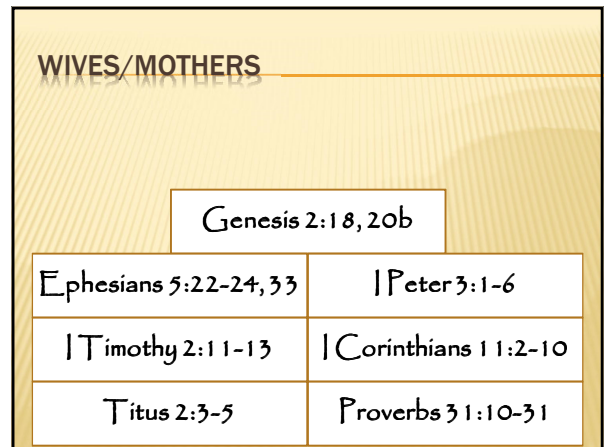 WIVES/MOTHERS
Genesis 2:18, 20b
Ephesians 5:22-24, 33
I Peter 3:1-6
I Timothy 2:11-13
I Corinthians 11:2-10
Titus 2:3-5
Proverbs 31:10-31